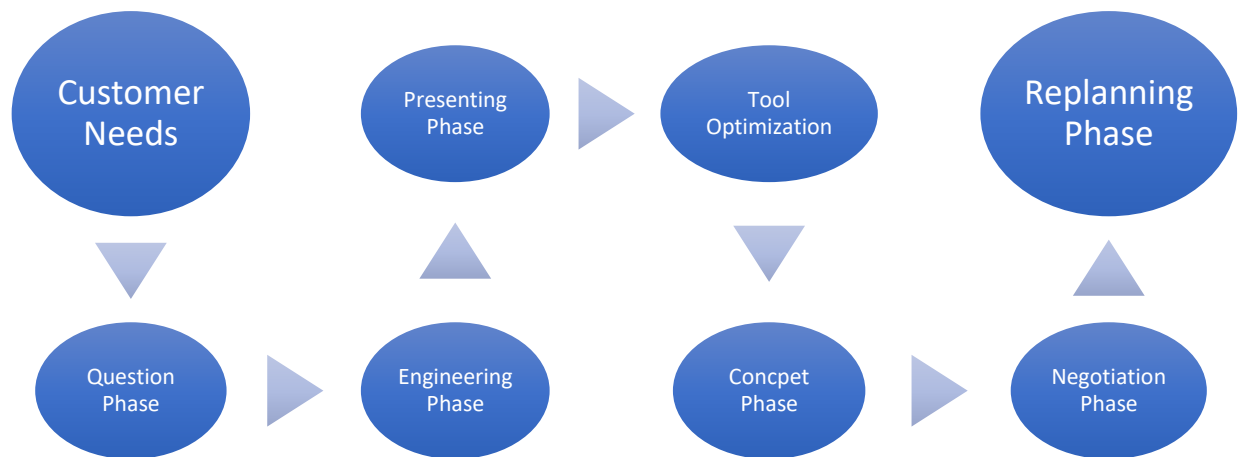 Customer
Needs
Question
Phase
Engineering
Phase
Presenting
Phase
Tool
Optimization
Concpet
Phase
Negotiation
Phase
Replanning
Phase